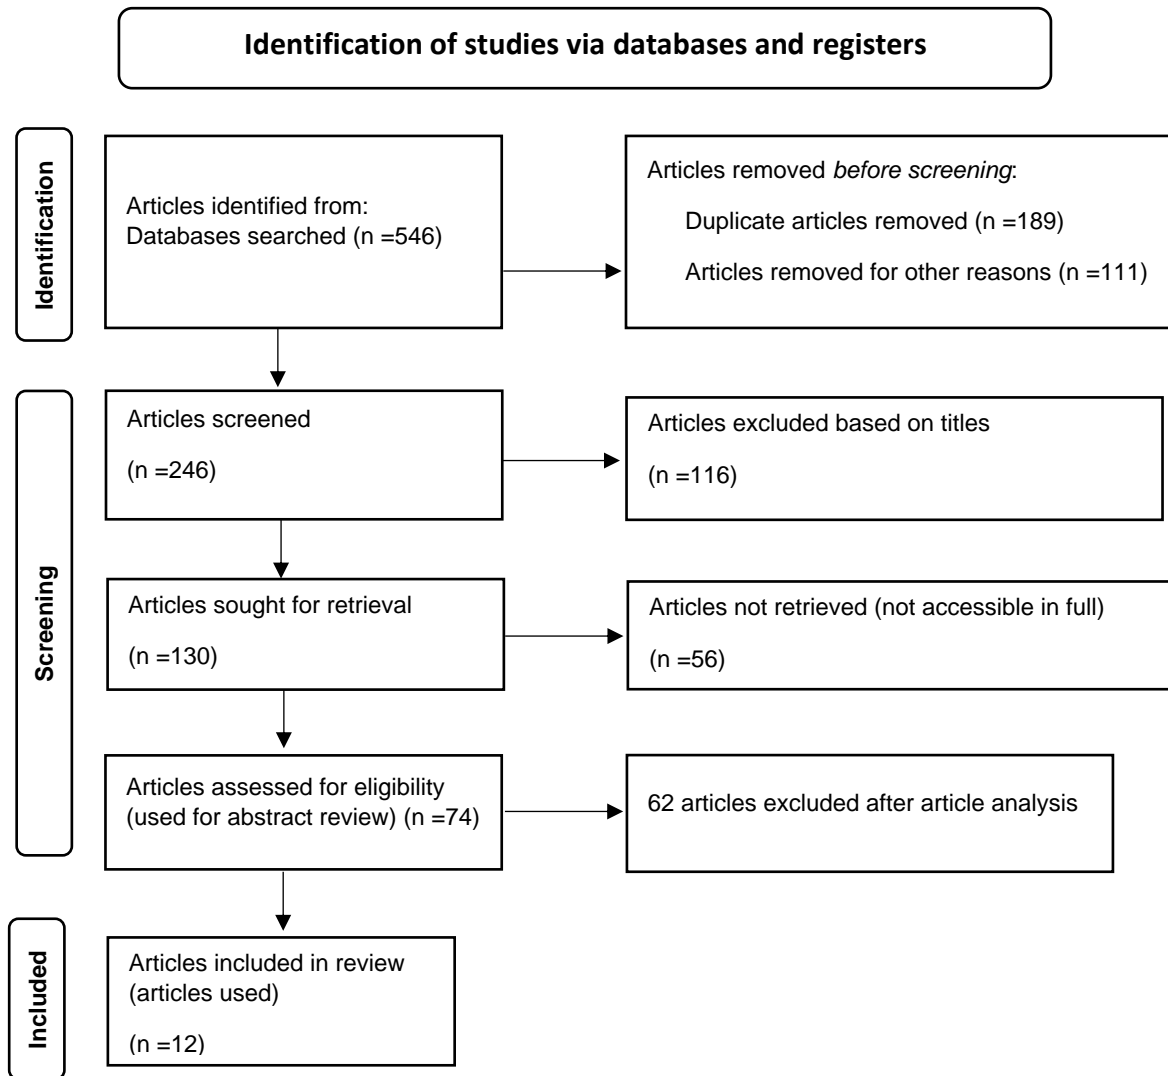 Identification of studies via databases and registers
Identification
Articles identified from:
Databases searched (n =546)
Articles removed before screening:
Duplicate articles removed (n =189)
Articles removed for other reasons (n =111)
Screening
Articles screened
(n =246)
Articles excluded based on titles
(n =116)
Articles sought for retrieval
(n =130)
Articles not retrieved (not accessible in full)
(n =56)
Articles assessed for eligibility
(used for abstract review) (n =74)
62 articles excluded after article analysis
Included
Articles included in review
(articles used)
(n =12)